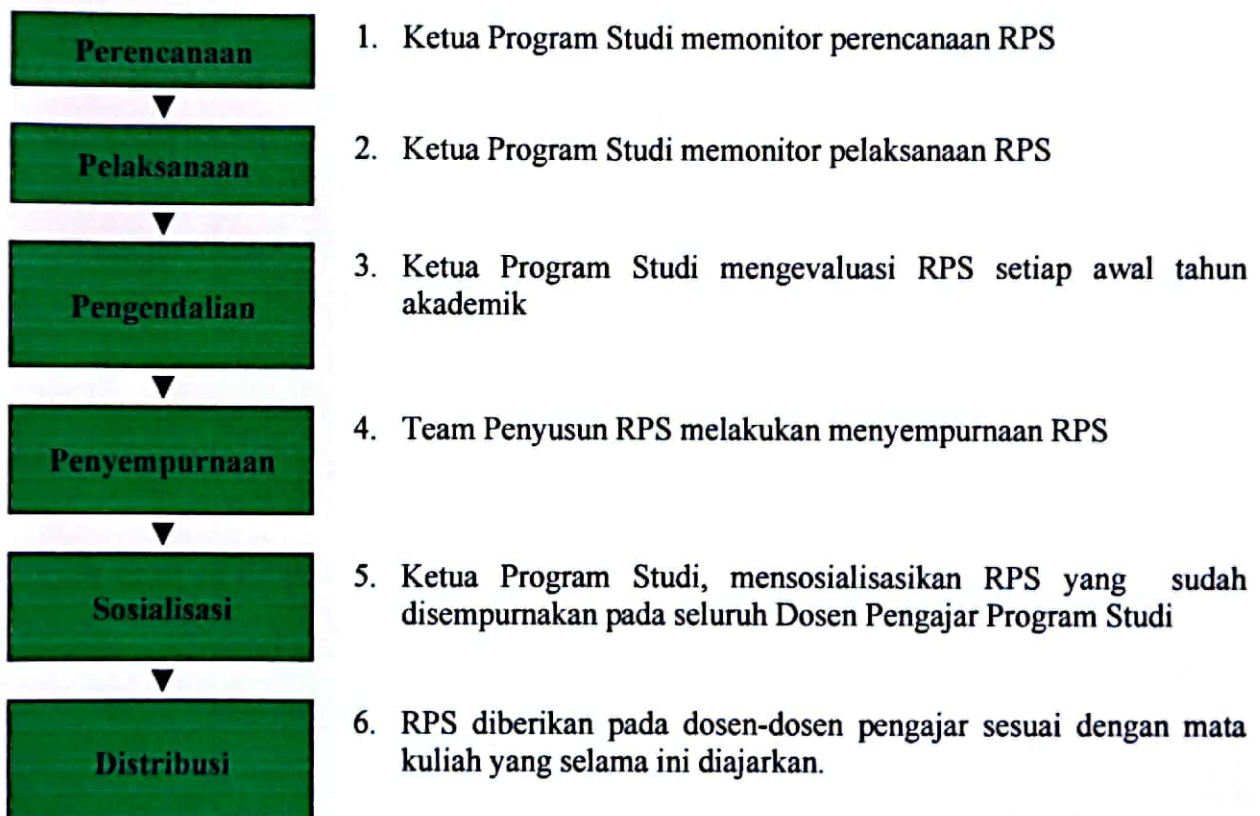 Perencanaan
1. Ketua Program Studi memonitor perencanaan RPS
Pelaksanaan
2. Ketua Program Studi memonitor pelaksanaan RPS
Pengendalian
3. Ketua Program Studi mengevaluasi RPS setiap awal tahun
akademik
Penyempurnaan
4. Team Penyusun RPS melakukan menyempurnaan RPS
Sosialisasi
5. Ketua Program Studi, mensosialisasikan RPS yang sudah
disempurnakan pada seluruh Dosen Pengajar Program Studi
Distribusi
6. RPS diberikan pada dosen-dosen pengajar sesuai dengan mata
kuliah yang selama ini diajarkan.